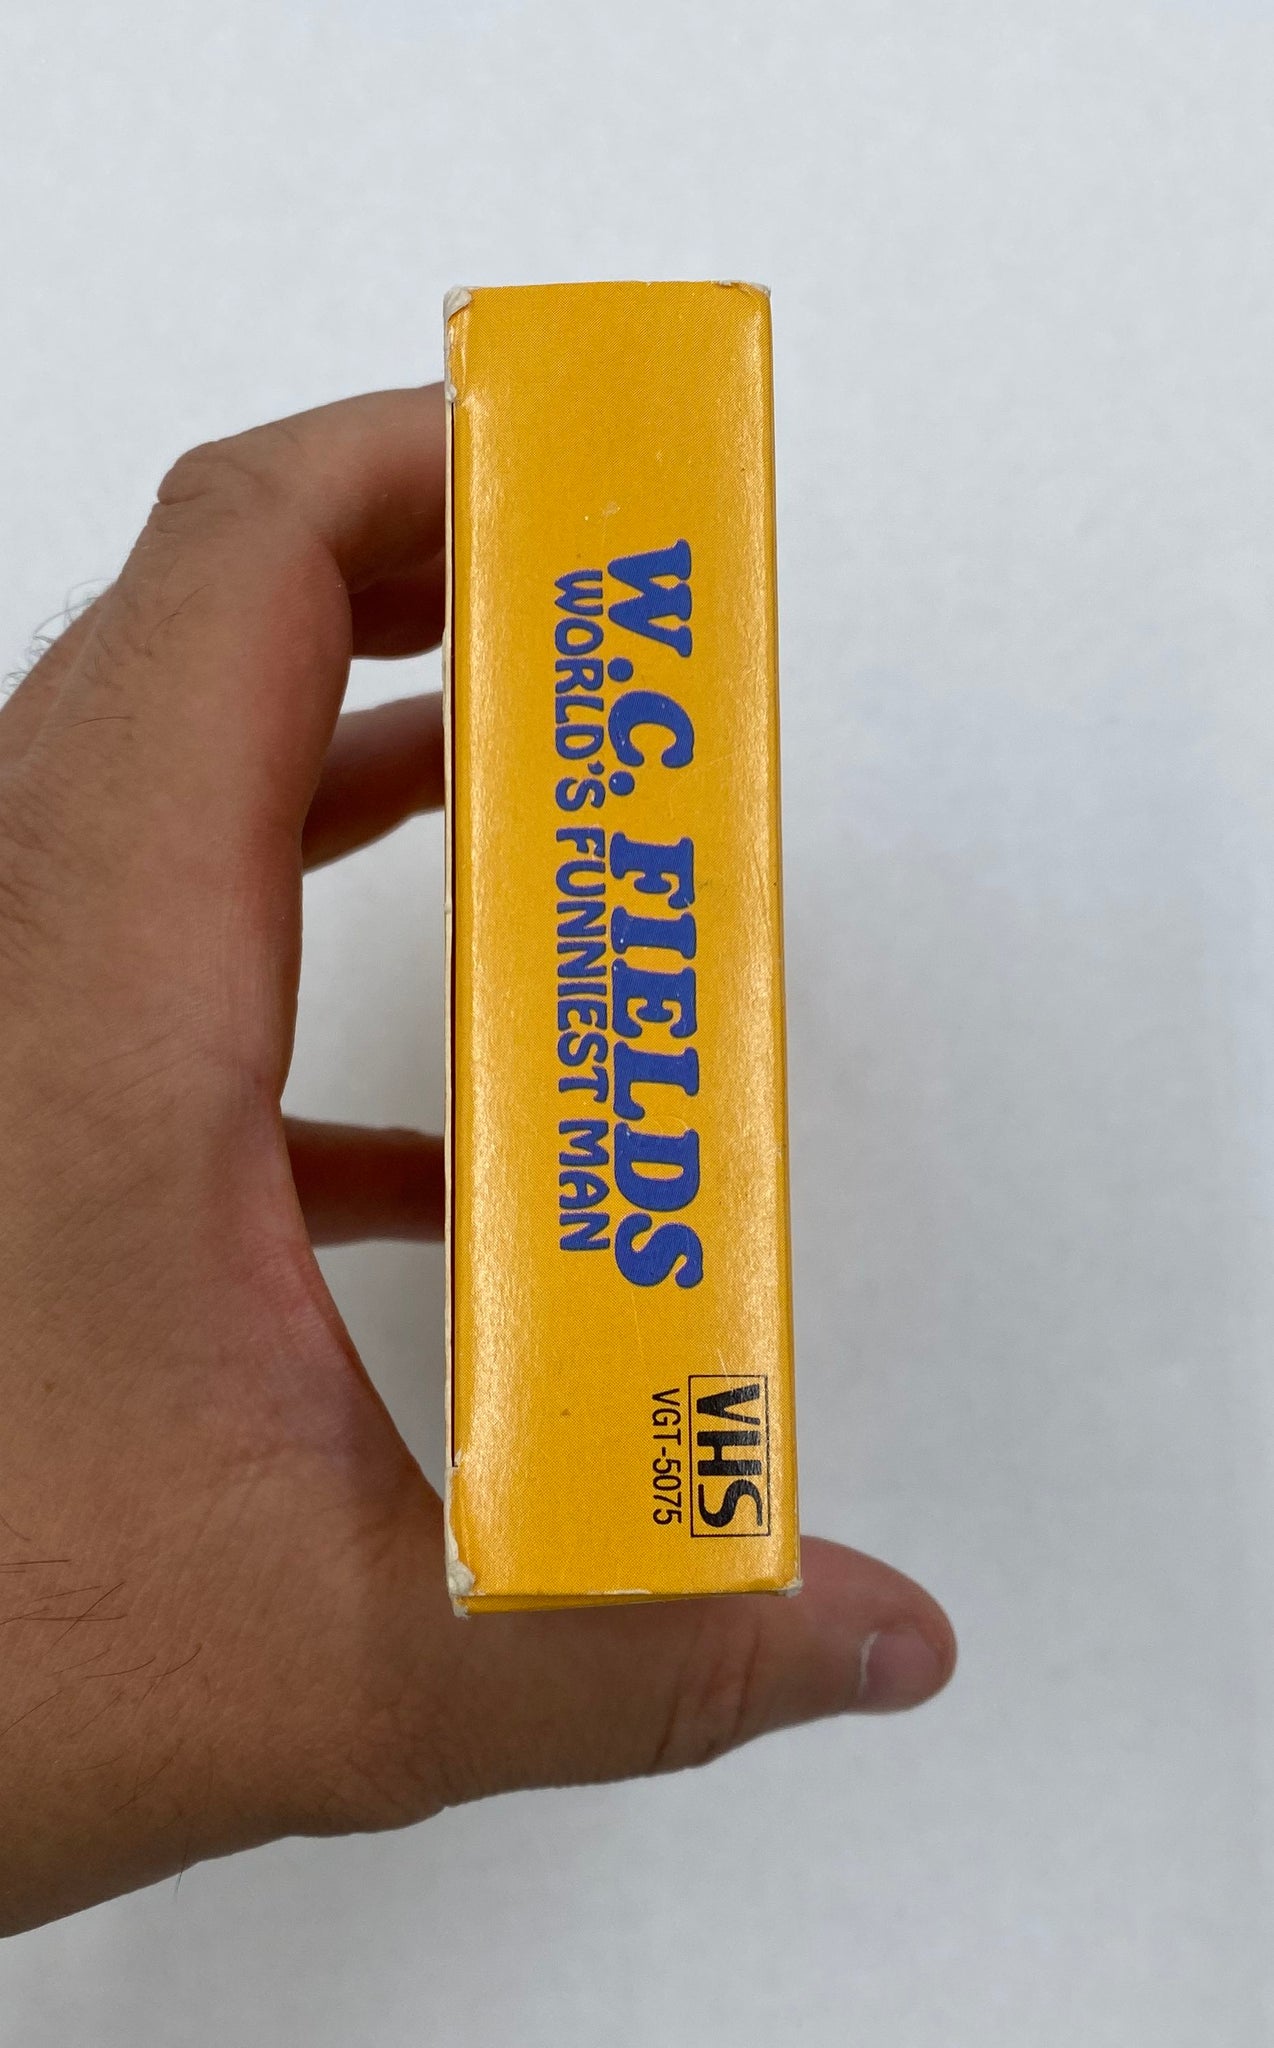 W.C. FIELDS
WORLD'S FUNNIEST MAN
VHS
VGT-5075